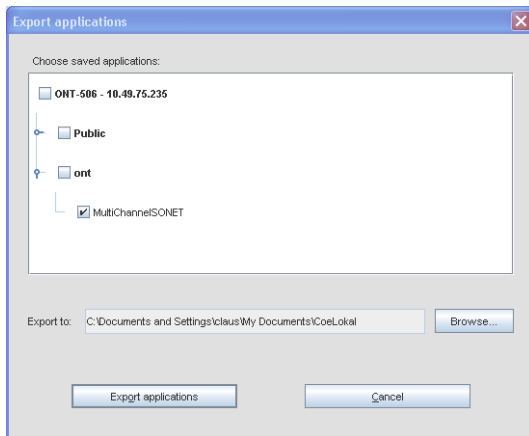 Export applications
Choose saved applications:
ONT-506 - 10.49.75.235
Public
ont
MultiChannelSONET
Export to: C:\Documents and Settings\claus\My Documents\CoeLokal Browse...
Export applications Cancel